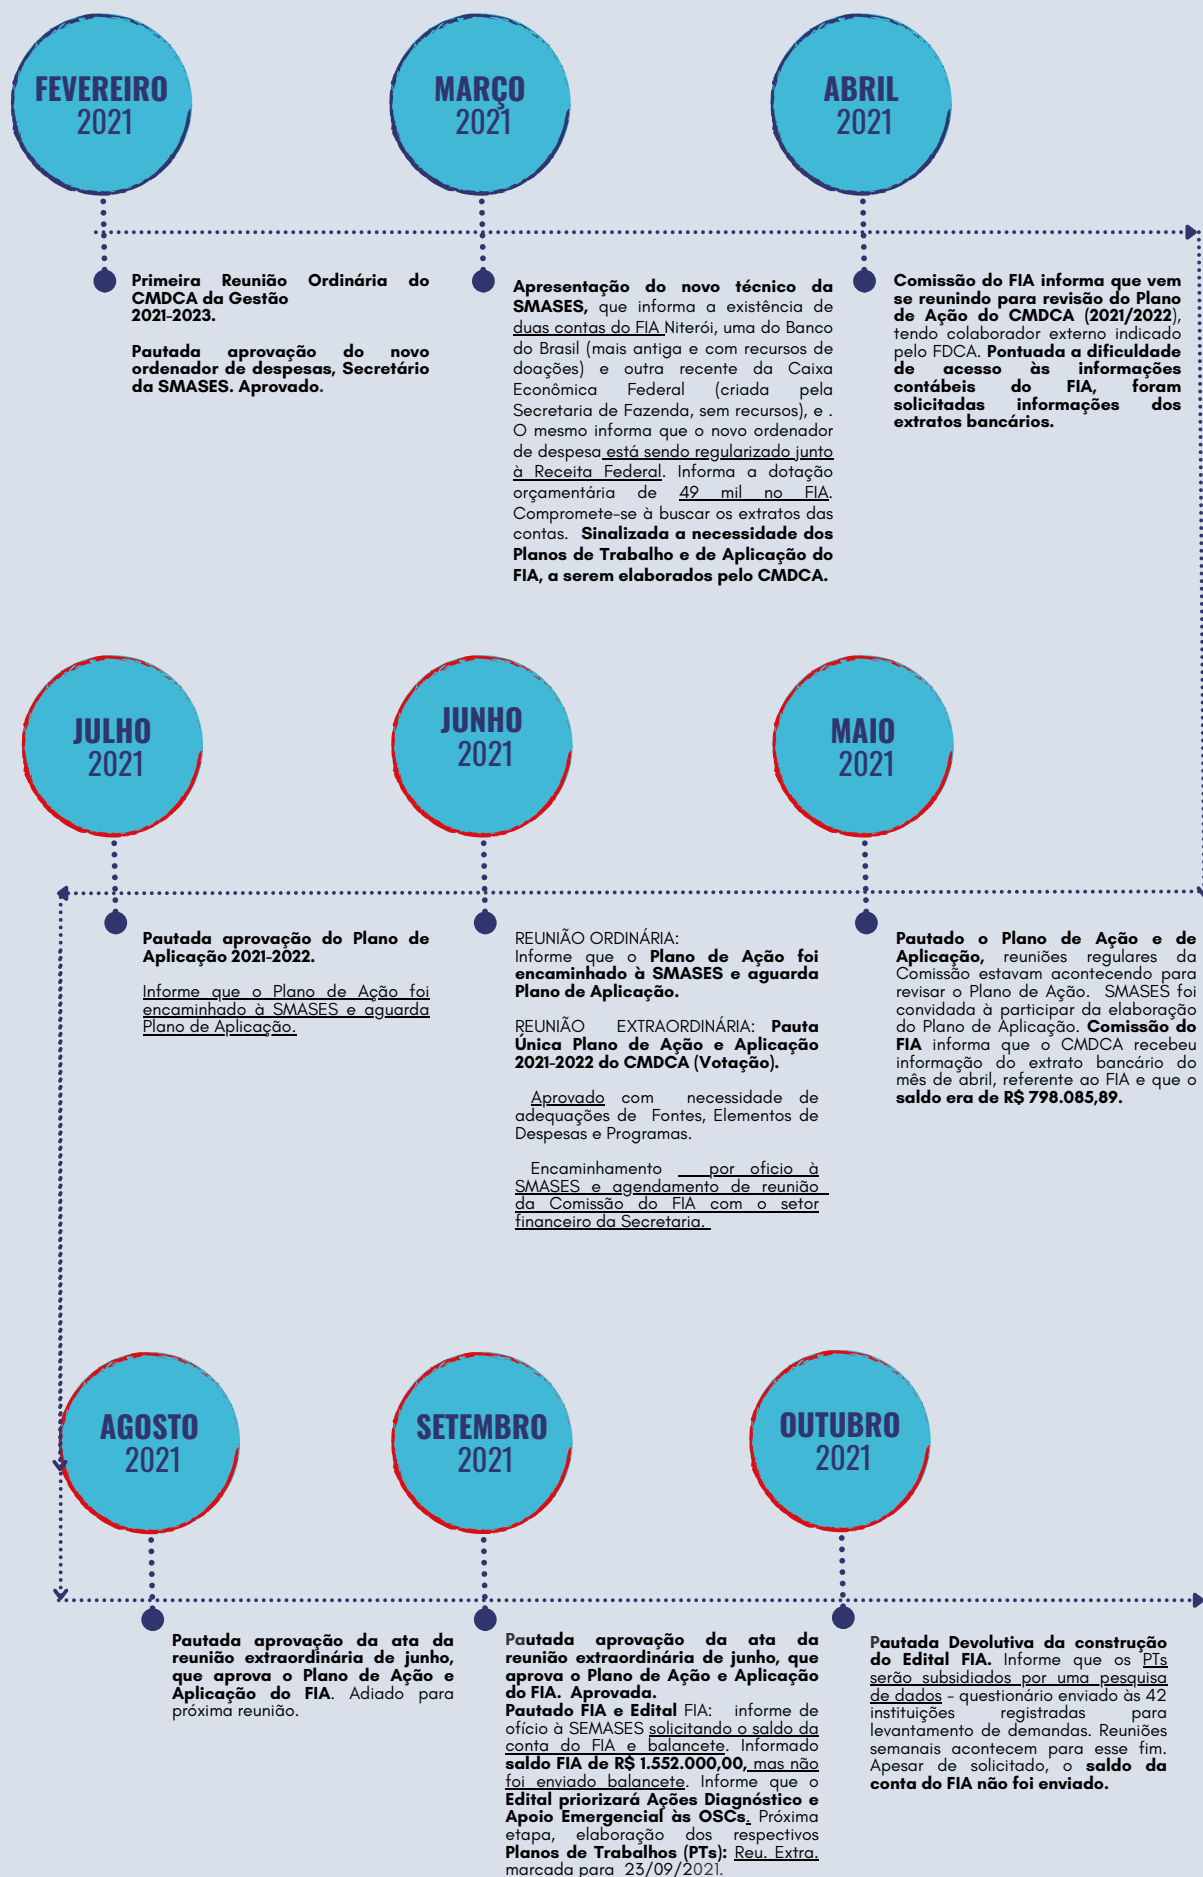 FEVEREIRO
2021
MARÇO
2021
ABRIL
2021
Primeira Reunião Ordinária do
CMDCA da Gestão
2021-2023.
Pautada aprovação do novo
ordenador de despesas, Secretário
da SMASES. Aprovado.
Apresentação do novo técnico da
SMASES, que informa a existência de
duas contas do FIA Niterói, uma do Banco
do Brasil (mais antiga e com recursos de
doações) e outra recente da Caixa
Econômica Federal (criada pela
Secretaria de Fazenda, sem recursos), e .
O mesmo informa que o novo ordenador
de despesa está sendo regularizado junto
à Receita Federal. Informa a dotação
orçamentária de 49 mil no FIA.
Compromete-se à buscar os extratos das
contas. Sinalizada a necessidade dos
Planos de Trabalho e de Aplicação do
FIA, a serem elaborados pelo CMDCA.
Comissão do FIA informa que vem
se reunindo para revisão do Plano
de Ação do CMDCA (2021/2022),
tendo colaborador externo indicado
pelo FDCA. Pontuada a dificuldade
de acesso às informações
contábeis do FIA, foram
solicitadas informações dos
extratos bancários.
JULHO
2021
JUNHO
2021
MAIO
2021
Pautada aprovação do Plano de
Aplicação 2021-2022.
Informe que o Plano de Ação foi
encaminhado à SMASES e aguarda
Plano de Aplicação.
REUNIÃO ORDINÁRIA:
Informe que o Plano de Ação foi
encaminhado à SMASES e aguarda
Plano de Aplicação.
REUNIÃO EXTRAORDINÁRIA: Pauta
Única Plano de Ação e Aplicação
2021-2022 do CMDCA (Votação).
Aprovado com necessidade de
adequações de Fontes, Elementos de
Despesas e Programas.
Encaminhamento por oficio à
SMASES e agendamento de reunião
da Comissão do FIA com o setor
financeiro da Secretaria.
Pautado o Plano de Ação e de
Aplicação, reuniões regulares da
Comissão estavam acontecendo para
revisar o Plano de Ação. SMASES foi
convidada à participar da elaboração
do Plano de Aplicação. Comissão do
FIA informa que o CMDCA recebeu
informação do extrato bancário do
mês de abril, referente ao FIA e que o
saldo era de R$ 798.085,89.
AGOSTO
2021
SETEMBRO
2021
OUTUBRO
2021
Pautada aprovação da ata da
reunião extraordinária de junho,
que aprova o Plano de Ação e
Aplicação do FIA. Adiado para
próxima reunião.
Pautada aprovação da ata da
reunião extraordinária de junho, que
aprova o Plano de Ação e Aplicação
do FIA. Aprovada.
Pautado FIA e Edital FIA: informe de
ofício à SEMASES solicitando o saldo da
conta do FIA e balancete. Informado
saldo FIA de R$ 1.552.000,00, mas não
foi enviado balancete. Informe que o
Edital priorizará Ações Diagnóstico e
Apoio Emergencial às OSCs. Próxima
etapa, elaboração dos respectivos
Planos de Trabalhos (PTs): Reu. Extra.
marcada para 23/09/2021.
Pautada Devolutiva da construção
do Edital FIA. Informe que os PTs
serão subsidiados por uma pesquisa
de dados - questionário enviado às 42
instituições registradas para
levantamento de demandas. Reuniões
semanais acontecem para esse fim.
Apesar de solicitado, o saldo da
conta do FIA não foi enviado.